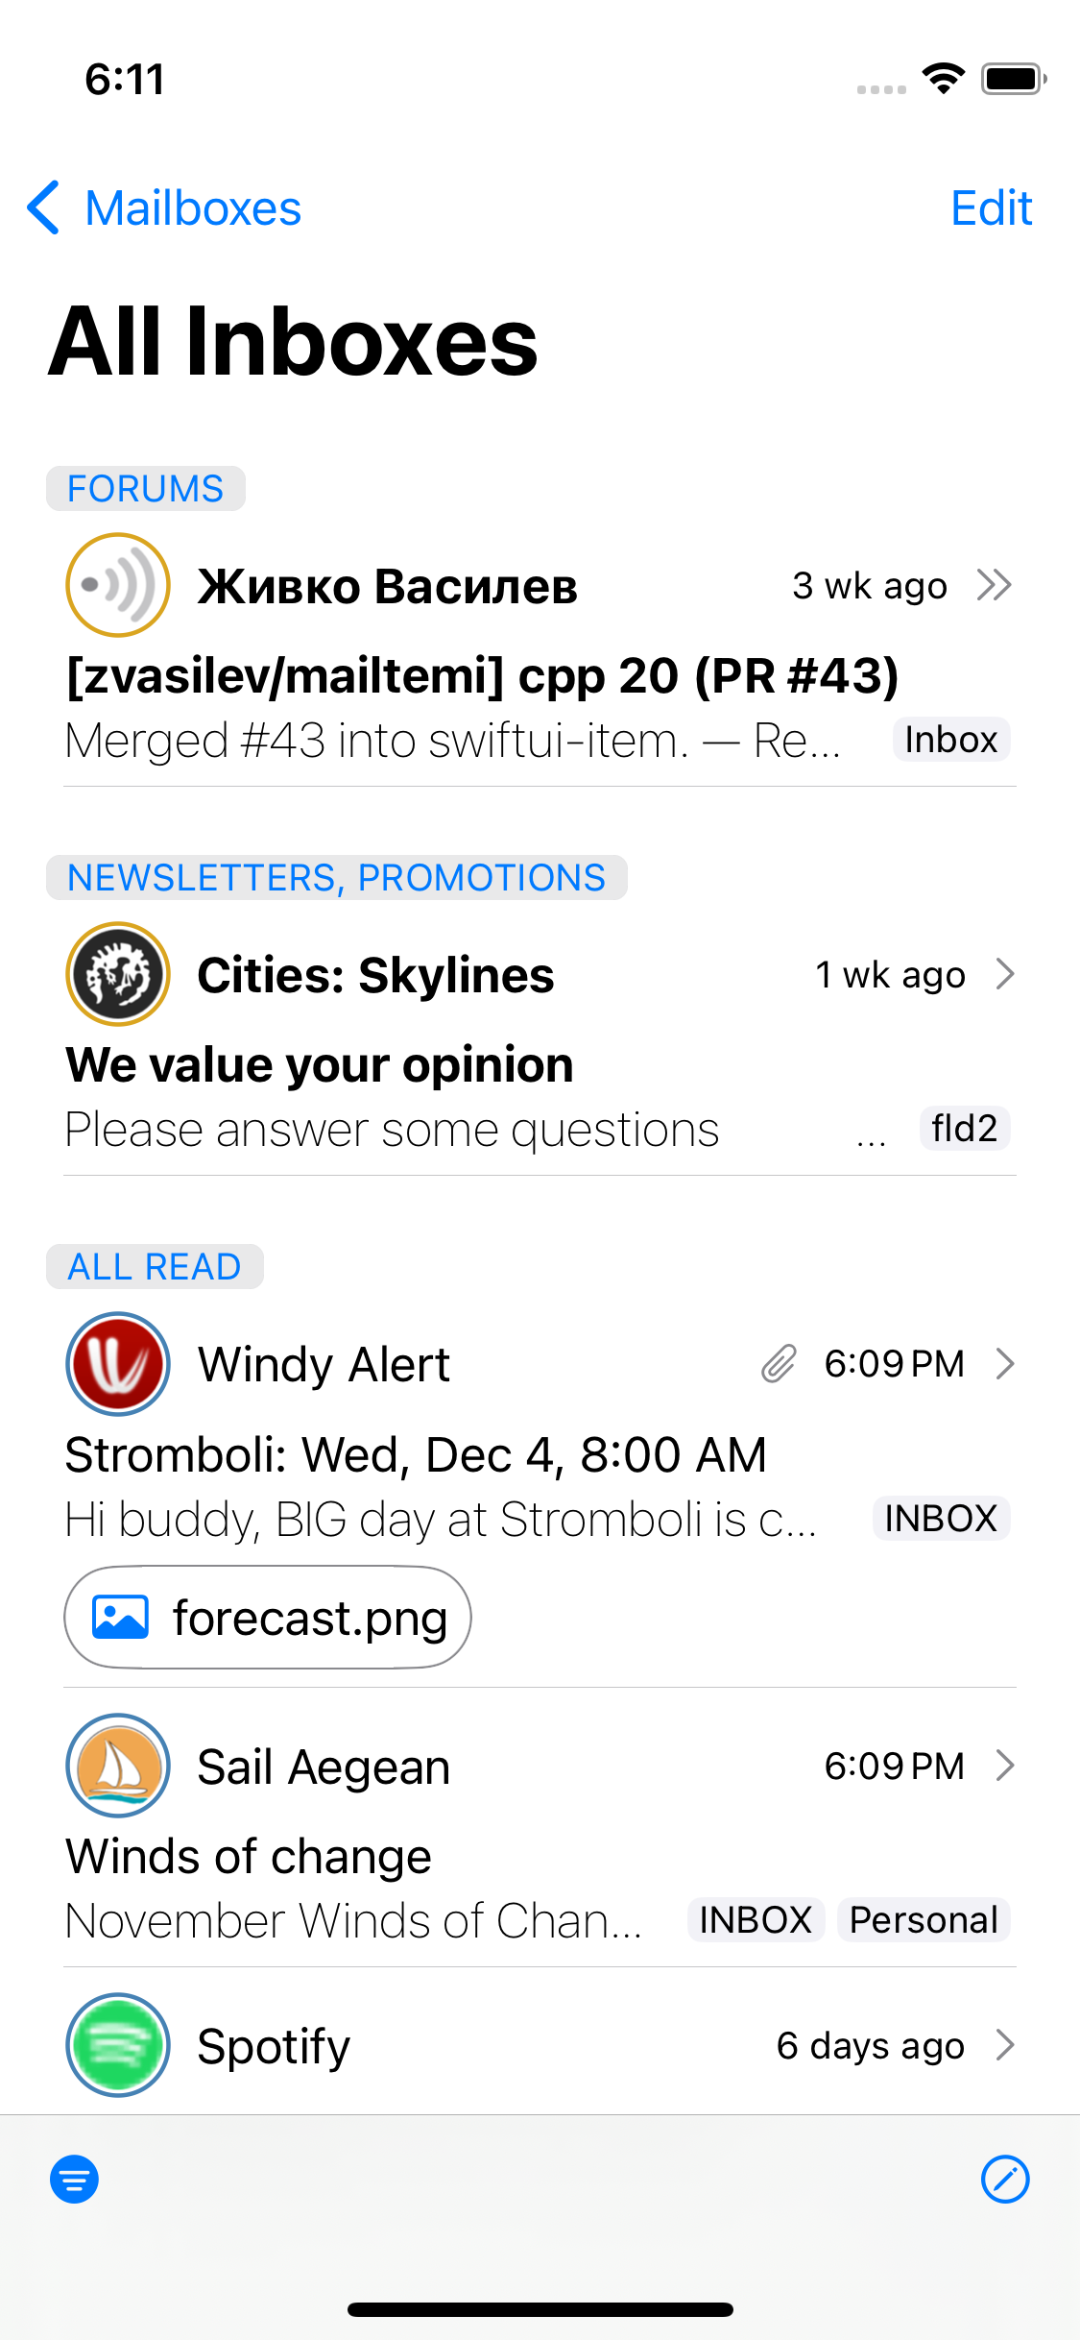 6:11
Mailboxes
Edit
All Inboxes
FORUMS
Живко Василев
3 wk ago
[zvasilev/mailtemi] cpp 20 (PR #43)
Merged #43 into swiftui-item. — Re...
Inbox
NEWSLETTERS, PROMOTIONS
Cities: Skylines
1 wk ago
We value your opinion
Please answer some questions ...
fld2
ALL READ
Windy Alert
6:09 PM
Stromboli: Wed, Dec 4, 8:00 AM
Hi buddy, BIG day at Stromboli is c...
INBOX
forecast.png
Sail Aegean
6:09 PM
Winds of change
November Winds of Chan...
INBOX
Personal
Spotify
6 days ago